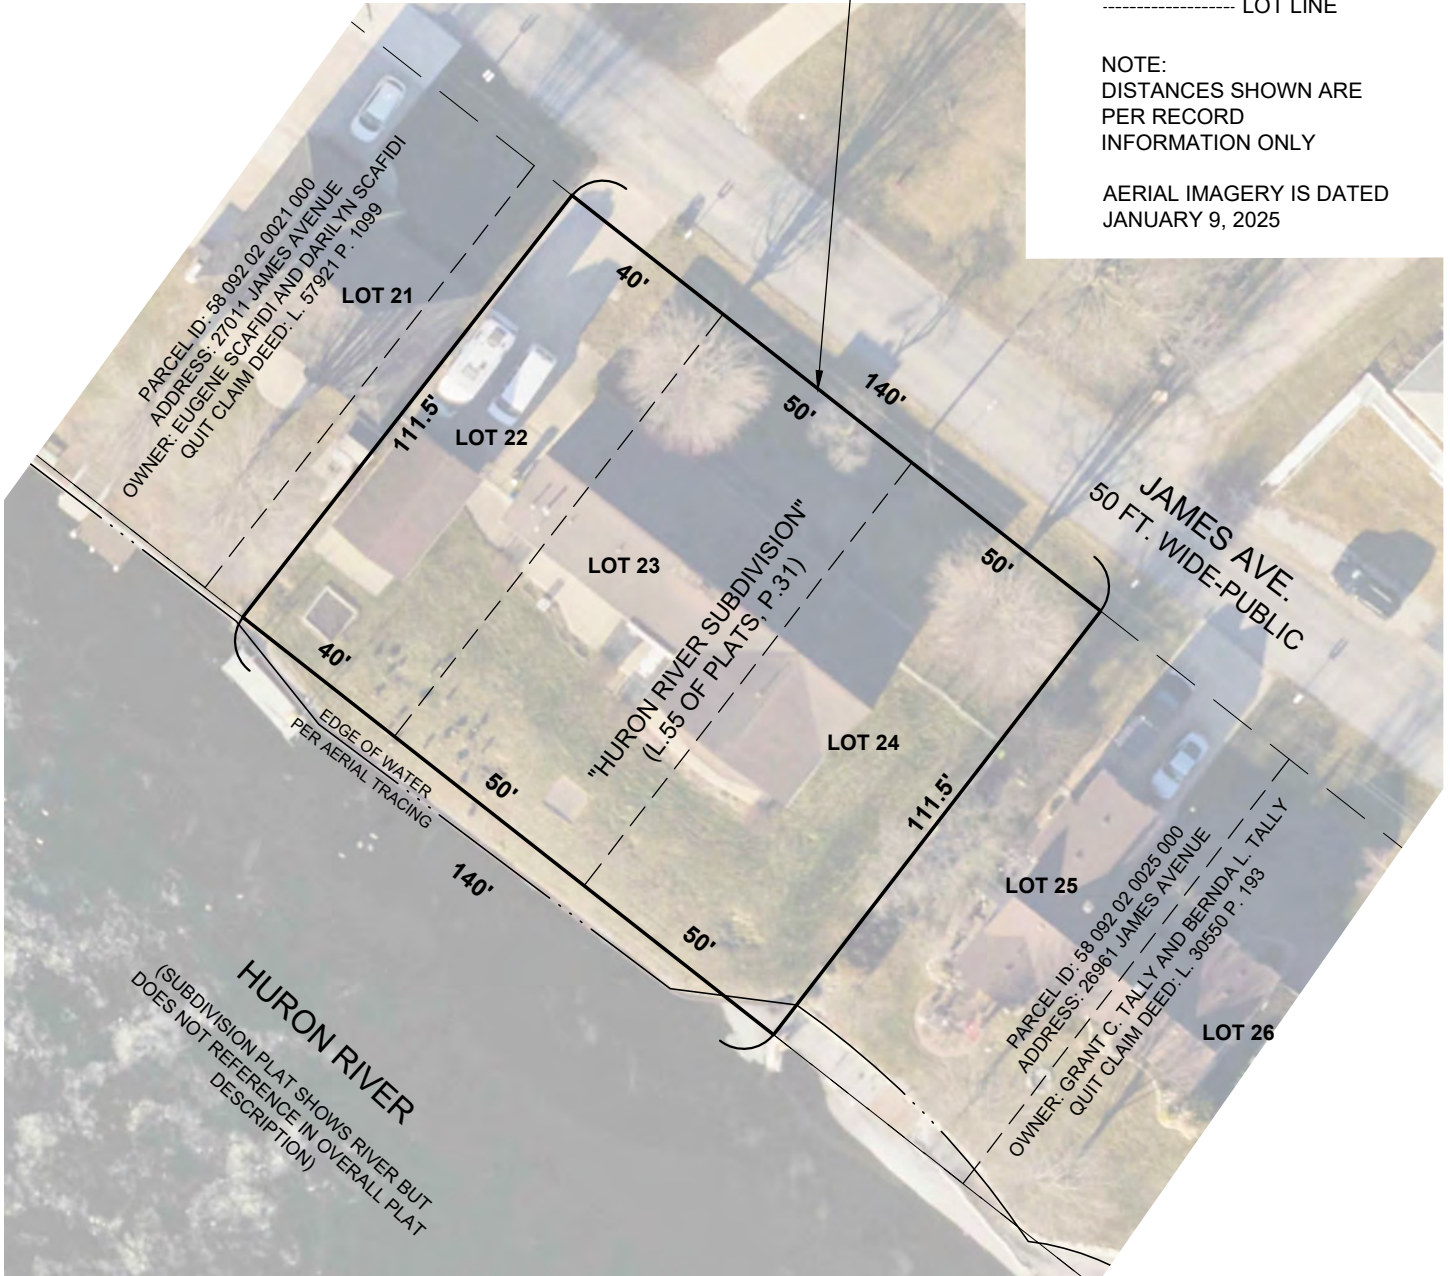 ------------------- LOT LINE
NOTE:
DISTANCES SHOWN ARE
PER RECORD
INFORMATION ONLY
AERIAL IMAGERY IS DATED
JANUARY 9, 2025
PARCEL ID: 58 092 02 0021 000
ADDRESS: 27011 JAMES AVENUE
OWNER: EUGENE SCAFIDI AND DARILYN SCAFIDI
QUIT CLAIM DEED: L. 57921 P. 1099
LOT 21
40'
111.5'
LOT 22
50'
140'
LOT 23
"HURON RIVER SUBDIVISION"
(L.55 OF PLATS, P.31)
50'
JAMES AVE.
50 FT. WIDE-PUBLIC
40'
EDGE OF WATER
PER AERIAL TRACING
50'
140'
LOT 24
111.5'
50'
LOT 25
PARCEL ID: 58 092 02 0025 000
ADDRESS: 26961 JAMES AVENUE
OWNER: GRANT C. TALLY AND BERNDA L. TALLY
QUIT CLAIM DEED: L. 30550 P. 193
LOT 26
HURON RIVER
(SUBDIVISION PLAT SHOWS RIVER BUT
DOES NOT REFERENCE IN OVERALL PLAT
DESCRIPTION)